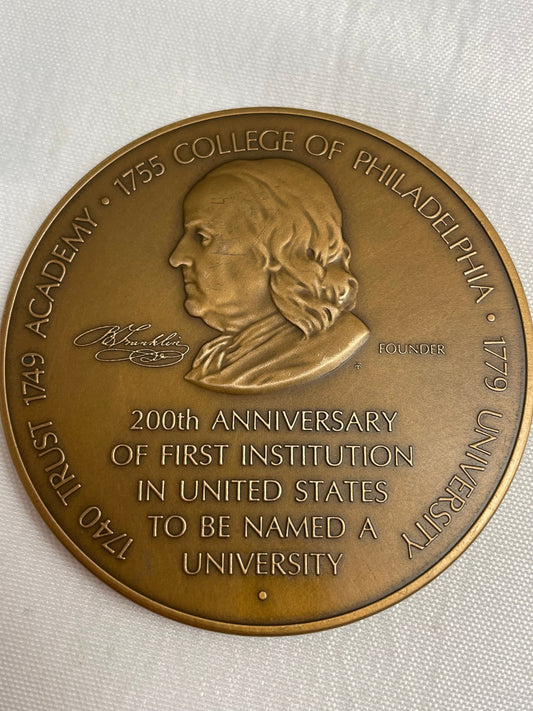 1740 TRUST 1749 ACADEMY • 1755 COLLEGE OF PHILADELPHIA • 1779 UNIVERSITY
B Franklin
FOUNDER
200th ANNIVERSARY
OF FIRST INSTITUTION
IN UNITED STATES
TO BE NAMED A
UNIVERSITY